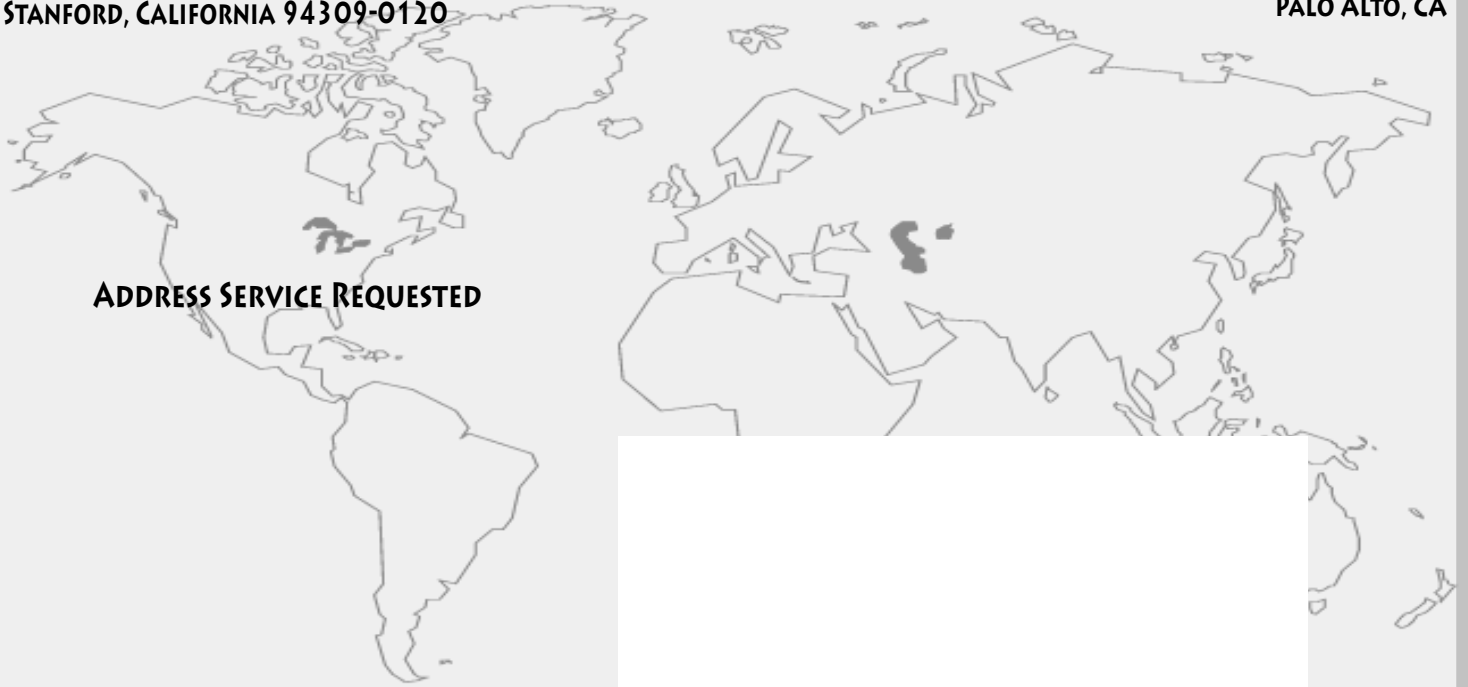 Stanford, California 94309-0120
Palo Alto, CA
Address Service Requested